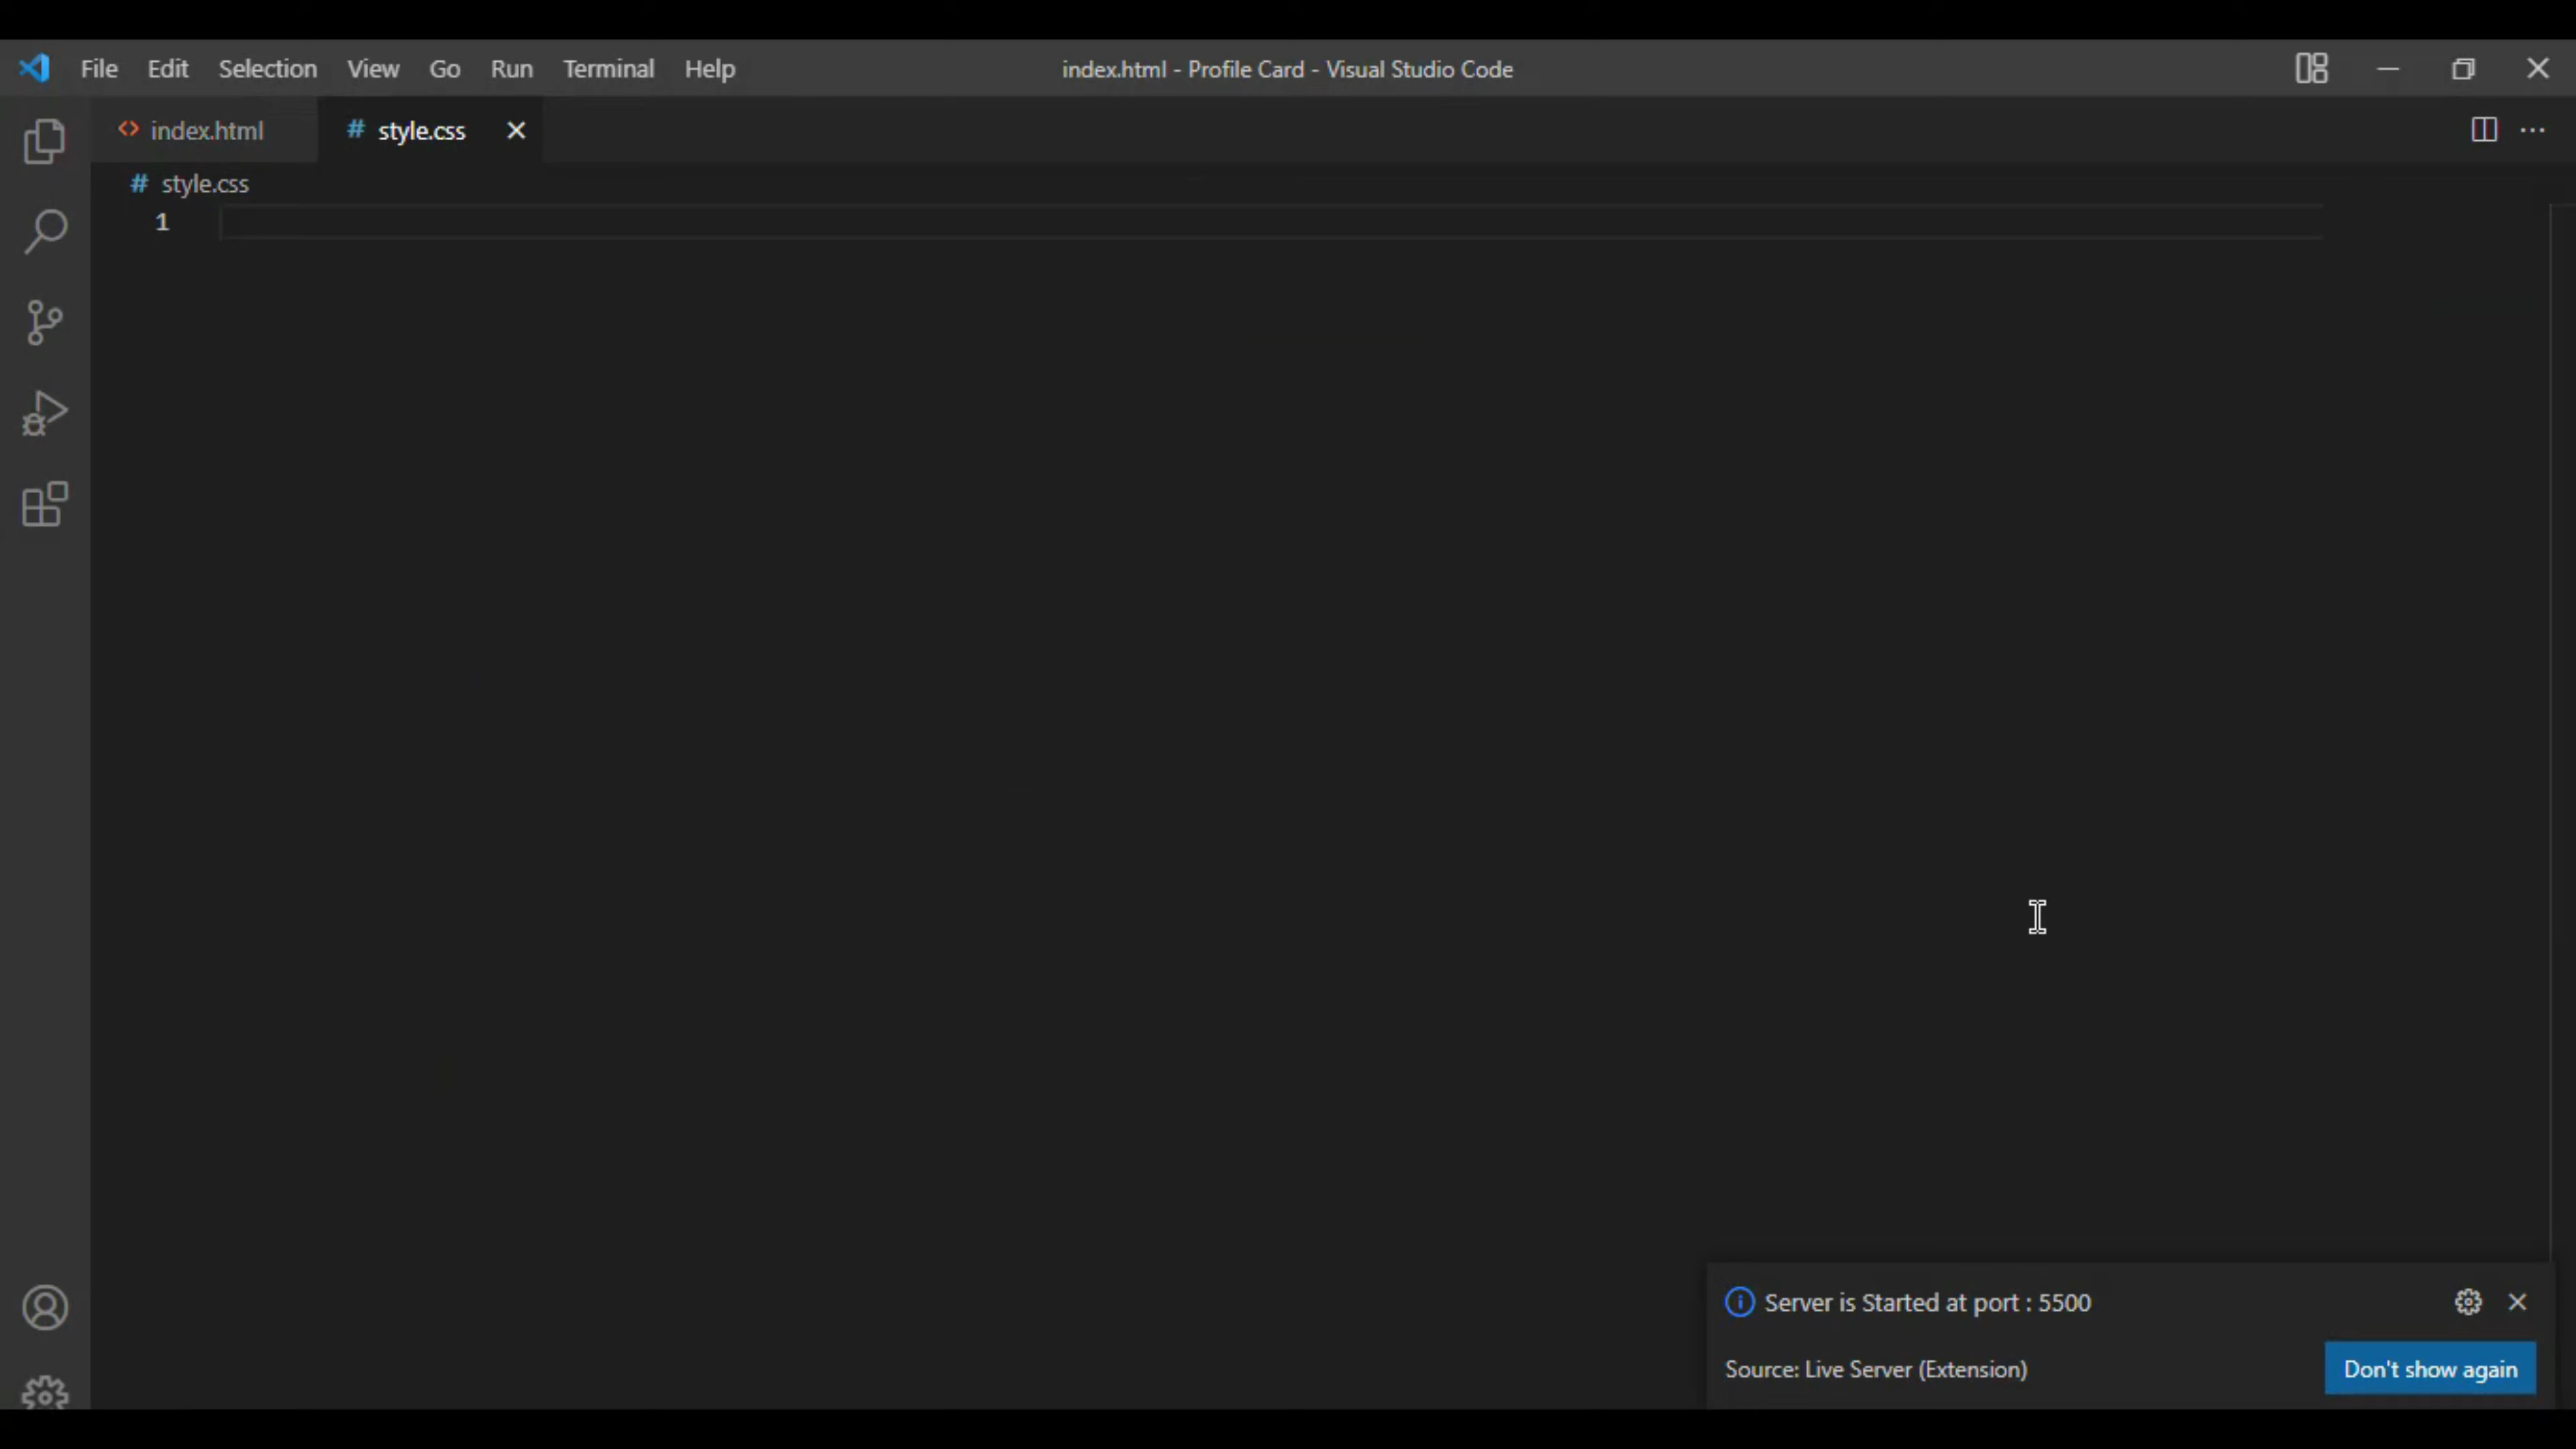 File Edit Selection View Go Run Terminal Help
index.html - Profile Card - Visual Studio Code
index.html
# style.css
# style.css
1
Server is Started at port : 5500
Source: Live Server (Extension)
Don't show again